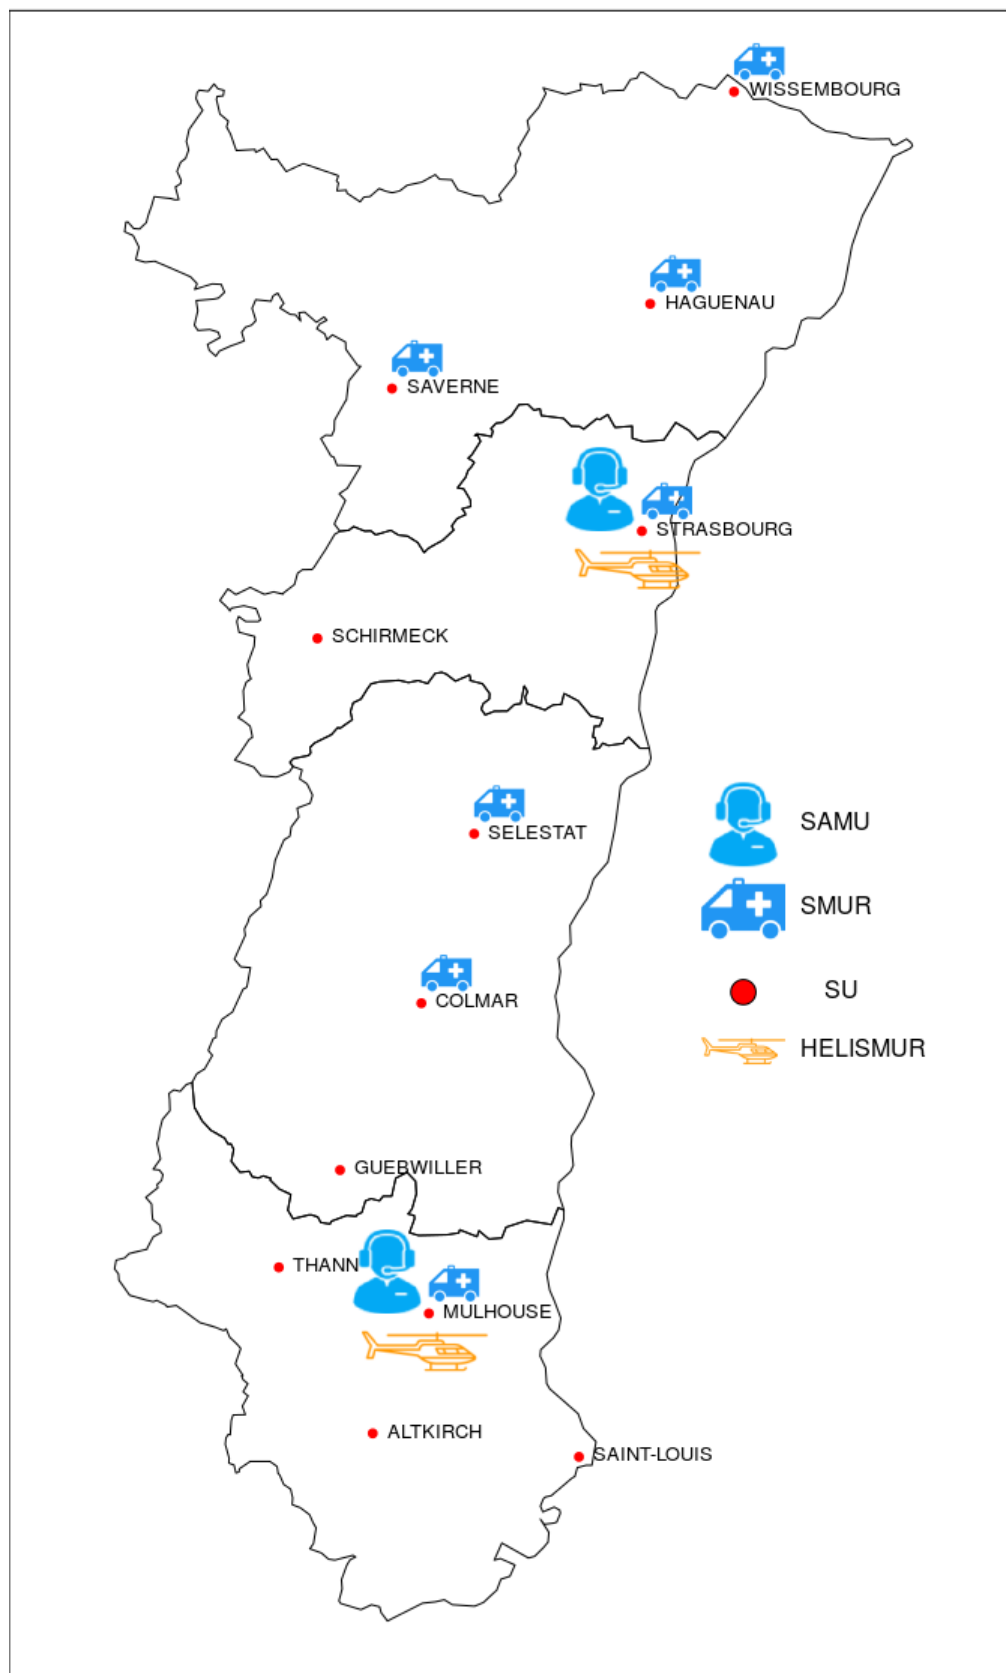 WISSEMBOURG
HAGUENAU
SAVERNE
STRASBOURG
SCHIRMECK
SELESTAT
SAMU
SMUR
COLMAR
SU
HELISMUR
GUEBWILLER
THANN
MULHOUSE
ALTKIRCH
SAINT-LOUIS